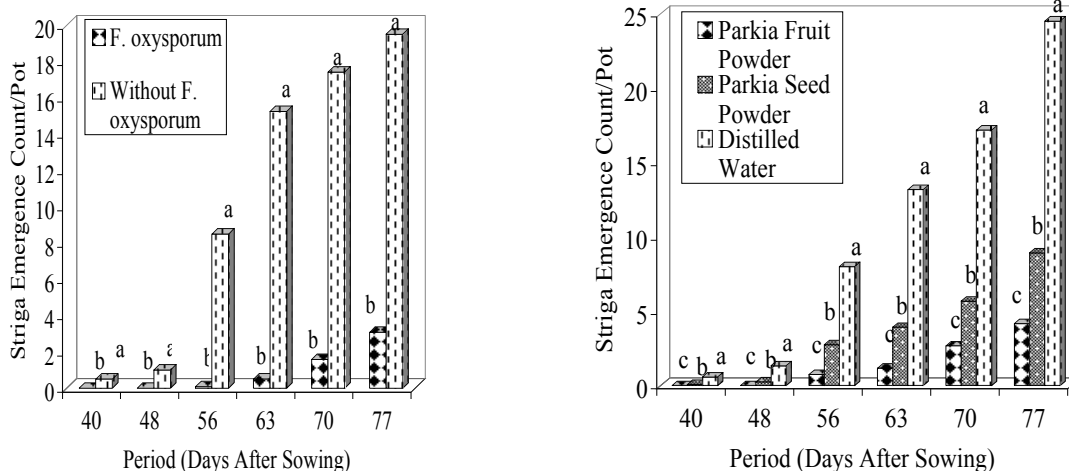 20
18
16
14
12
10
8
6
4
2
0
Striga Emergence Count/Pot
F. oxysporum
Without F.
oxysporum
b a
b a
b a
b a
b a
b a
40 48 56 63 70 77
Period (Days After Sowing)
25
20
15
10
5
0
Striga Emergence Count/Pot
Parkia Fruit
Powder
Parkia Seed
Powder
Distilled
Water
c b a
c b a
c b a
c b a
c b a
c b a
40 48 56 63 70 77
Period (Days After Sowing)